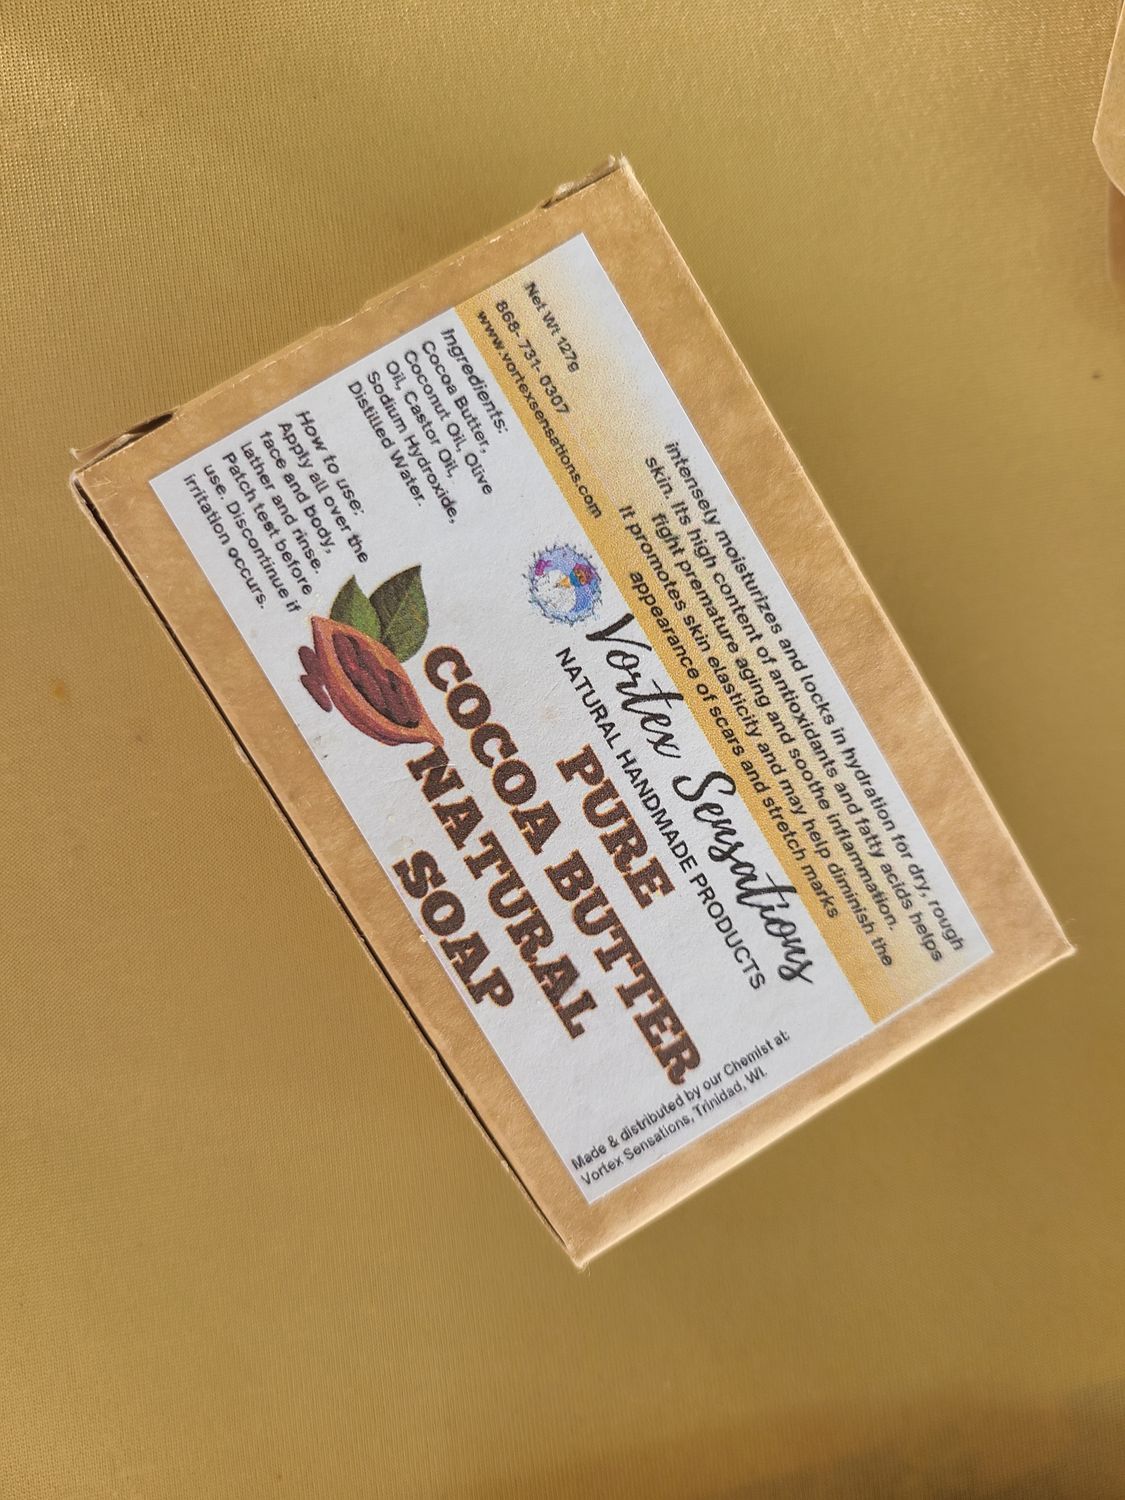 Net Wt 127g
868- 731- 0307
www.vortexsensations.com
intensely moisturizes and locks in hydration for dry, rough
skin. Its high content of antioxidants and fatty acids helps
fight premature aging and soothe inflammation.
It promotes skin elasticity and may help diminish the
appearance of scars and stretch marks
Vortex Sensations
NATURAL HANDMADE PRODUCTS
PURE
COCOA BUTTER
NATURAL
SOAP
Ingredients:
Cocoa Butter,
Coconut Oil, Olive
Oil, Castor Oil,
Sodium Hydroxide,
Distilled Water.
How to use:
Apply all over the
face and body,
lather and rinse.
Patch test before
use. Discontinue if
irritation occurs.
Made & distributed by our Chemist at:
Vortex Sensations, Trinidad, WI.